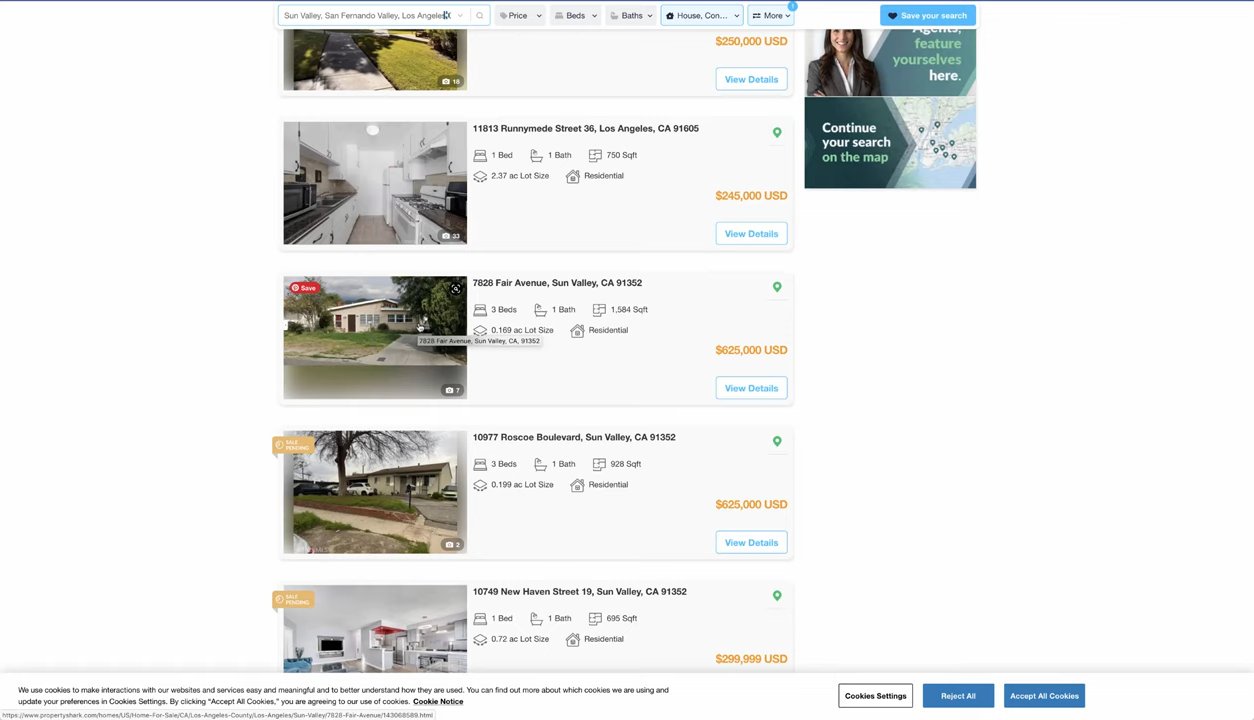 Sun Valley, San Fernando Valley, Los Angeles
Price
Beds
Baths
House, Con...
More
1
Save your search
18
$250,000 USD
View Details
Agents,
feature
yourselves
here.
Continue
your search
on the map
11813 Runnymede Street 36, Los Angeles, CA 91605
1 Bed 1 Bath 750 Sqft
2.37 ac Lot Size Residential
$245,000 USD
View Details
33
Save
7828 Fair Avenue, Sun Valley, CA 91352
3 Beds 1 Bath 1,584 Sqft
0.169 ac Lot Size Residential
7828 Fair Avenue, Sun Valley, CA, 91352
$625,000 USD
View Details
7
SALE
PENDING
10977 Roscoe Boulevard, Sun Valley, CA 91352
3 Beds 1 Bath 928 Sqft
0.199 ac Lot Size Residential
$625,000 USD
View Details
2
SALE
PENDING
10749 New Haven Street 19, Sun Valley, CA 91352
1 Bed 1 Bath 695 Sqft
0.72 ac Lot Size Residential
$299,999 USD
We use cookies to make interactions with our websites and services easy and meaningful and to better understand how they are used. You can find out more about which cookies we are using and
update your preferences in Cookies Settings. By clicking "Accept All Cookies," you are agreeing to our use of cookies. Cookie Notice
Cookies Settings
Reject All
Accept All Cookies
https://www.propertyshark.com/homes/US/Home-For-Sale/CA/Los-Angeles-County/Los-Angeles/Sun-Valley/7828-Fair-Avenue/143068589.html